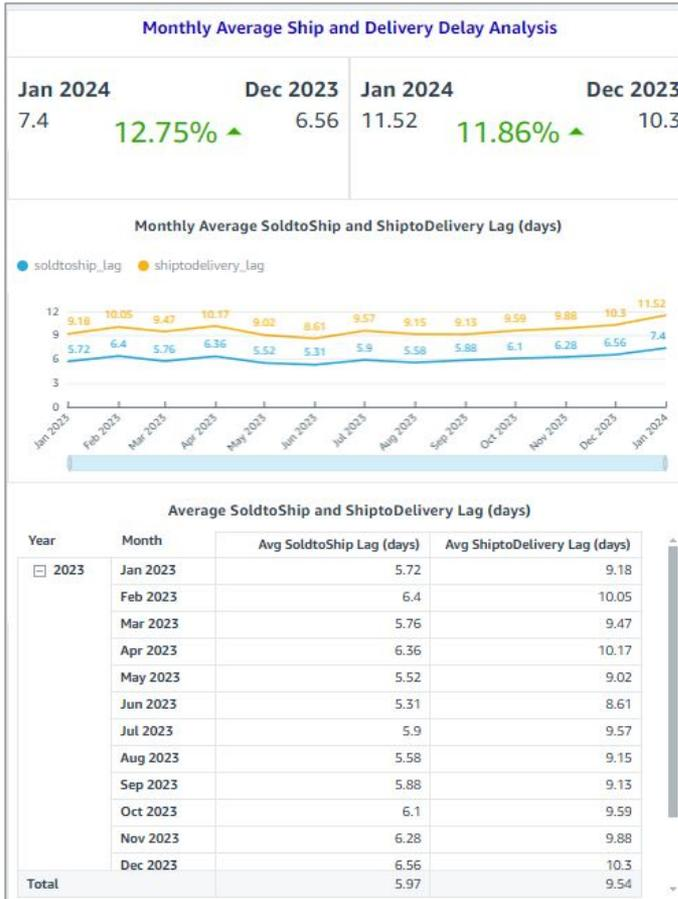 Monthly Average Ship and Delivery Delay Analysis
Jan 2024 Dec 2023 Jan 2024 Dec 2023
7.4 12.75% 6.56 11.52 11.86% 10.3
Monthly Average SoldtoShip and ShiptoDelivery Lag (days)
soldtoship_lag shiptodelivery_lag
12
9
6
3
0
9.18 10.05 9.47 10.17 9.02 8.61 9.57 9.15 9.13 9.59 9.88 10.3 11.52
5.72 6.4 5.76 6.36 5.52 5.31 5.9 5.58 5.88 6.1 6.28 6.56 7.4
Jan 2023 Feb 2023 Mar 2023 Apr 2023 May 2023 Jun 2023 Jul 2023 Aug 2023 Sep 2023 Oct 2023 Nov 2023 Dec 2023 Jan 2024
Average SoldtoShip and ShiptoDelivery Lag (days)
Year Month Avg SoldtoShip Lag (days) Avg ShiptoDelivery Lag (days)
2023 Jan 2023 5.72 9.18
Feb 2023 6.4 10.05
Mar 2023 5.76 9.47
Apr 2023 6.36 10.17
May 2023 5.52 9.02
Jun 2023 5.31 8.61
Jul 2023 5.9 9.57
Aug 2023 5.58 9.15
Sep 2023 5.88 9.13
Oct 2023 6.1 9.59
Nov 2023 6.28 9.88
Dec 2023 6.56 10.3
Total 5.97 9.54